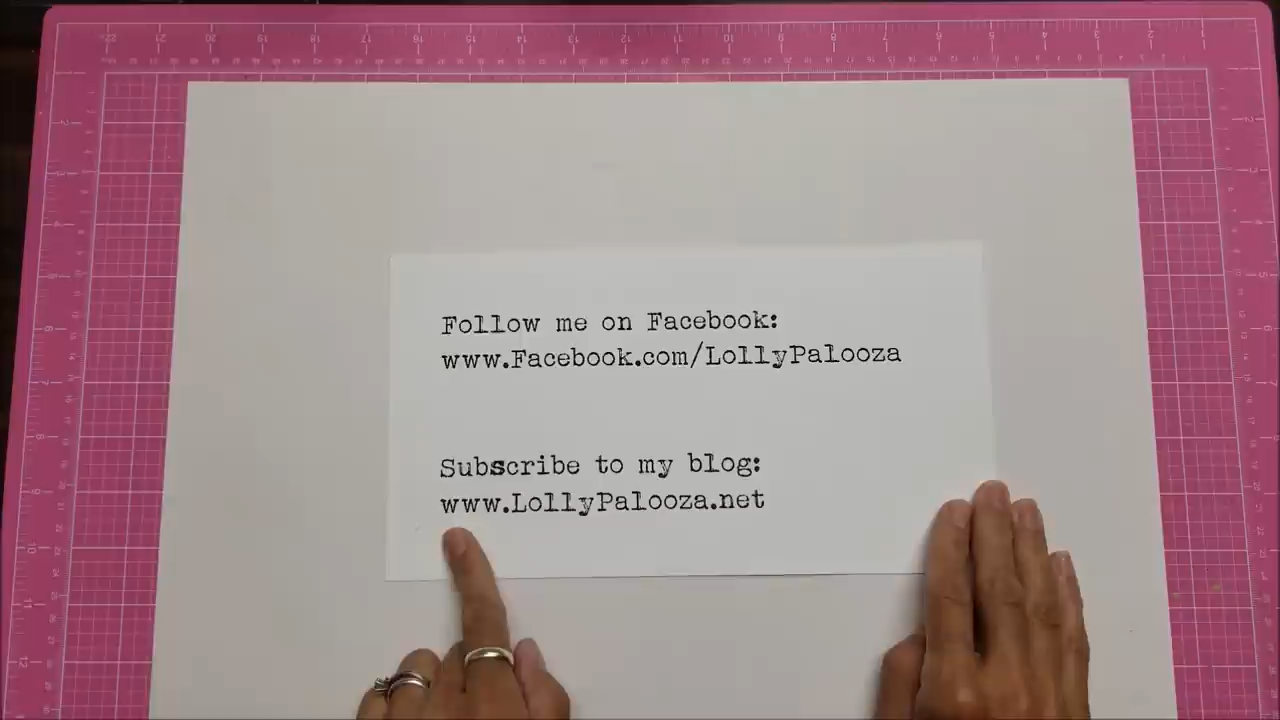 Follow me on Facebook:
www.Facebook.com/LollyPalooza
Subscribe to my blog:
www.LollyPalooza.net